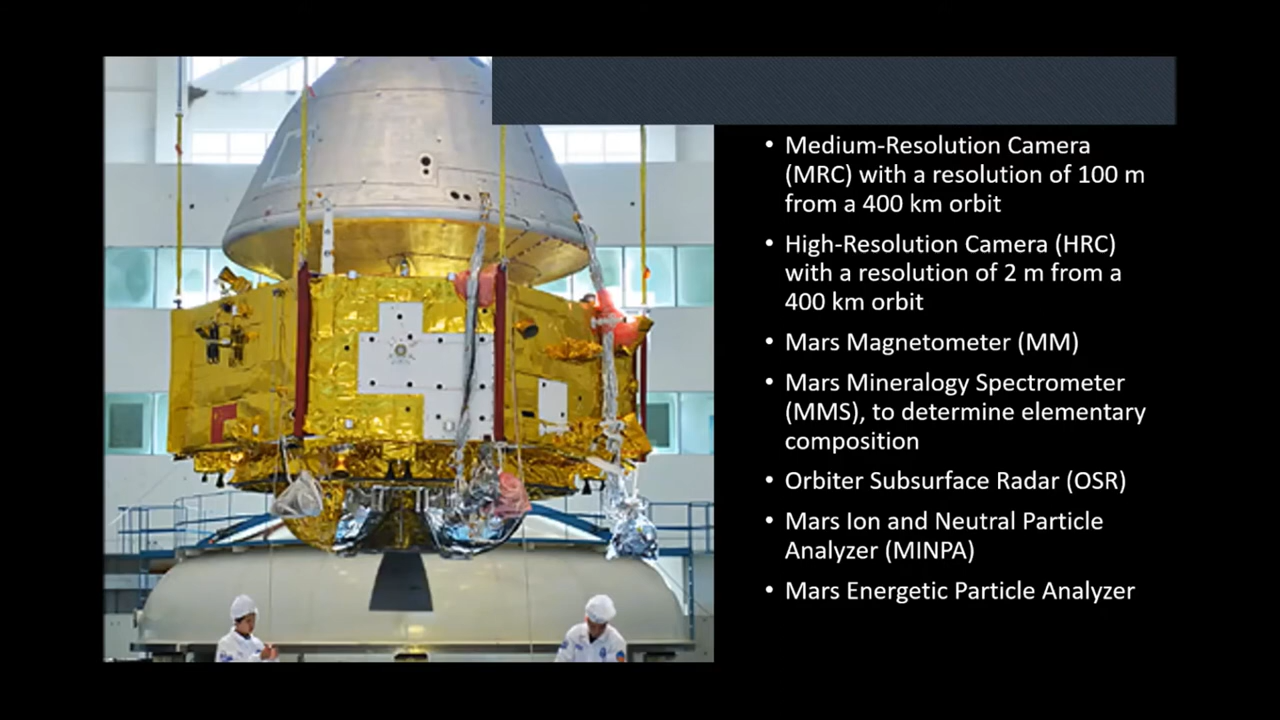 • Medium-Resolution Camera
(MRC) with a resolution of 100 m
from a 400 km orbit
• High-Resolution Camera (HRC)
with a resolution of 2 m from a
400 km orbit
• Mars Magnetometer (MM)
• Mars Mineralogy Spectrometer
(MMS), to determine elementary
composition
• Orbiter Subsurface Radar (OSR)
• Mars Ion and Neutral Particle
Analyzer (MINPA)
• Mars Energetic Particle Analyzer